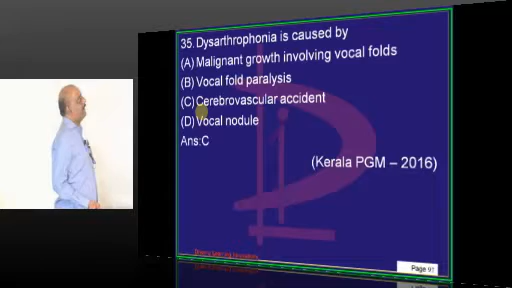 35. Dysarthrophonia is caused by
(A) Malignant growth involving vocal folds
(B) Vocal fold paralysis
(C) Cerebrovascular accident
(D) Vocal nodule
Ans:C
(Kerala PGM – 2016)
Page 91